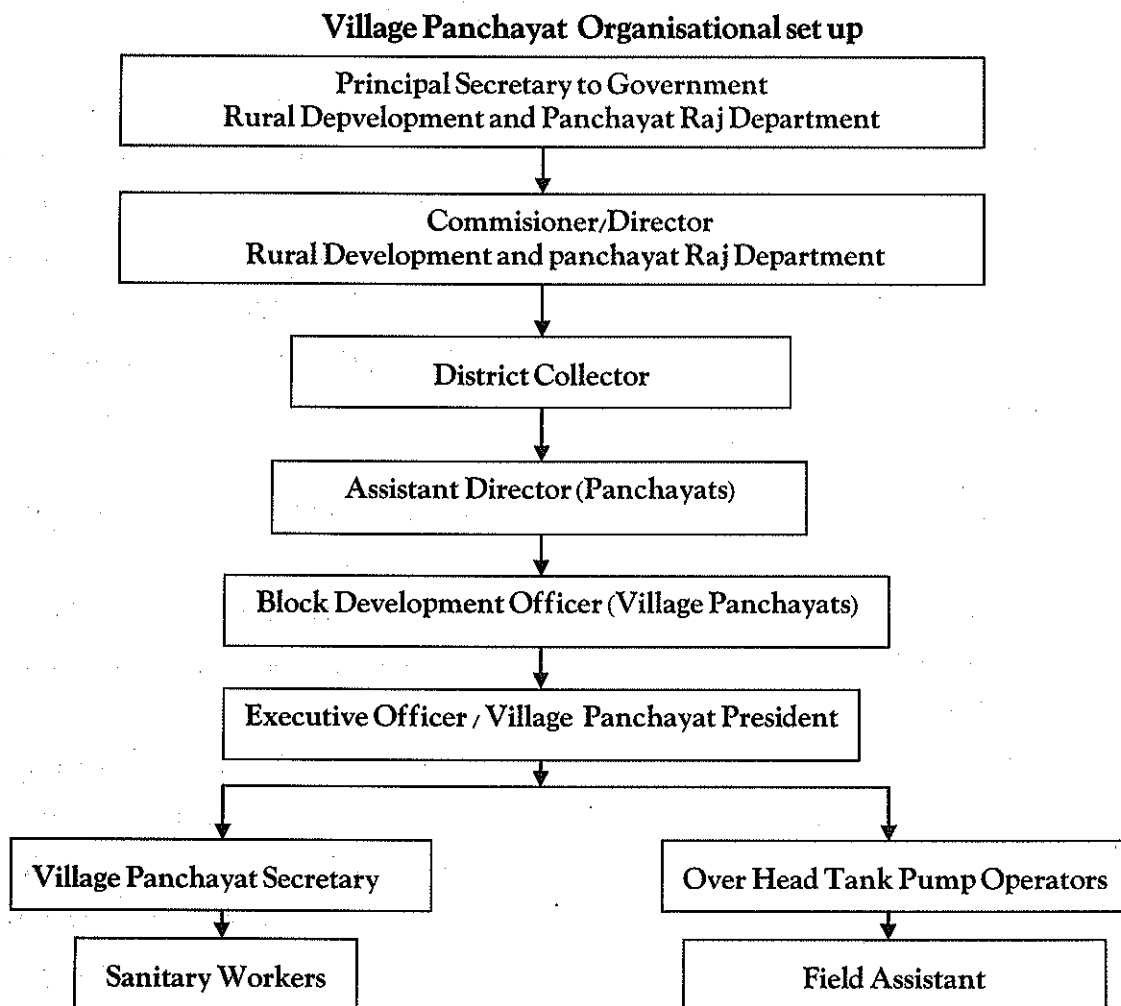 Village Panchayat Organisational set up
Principal Secretary to Government
Rural Depvelopment and Panchayat Raj Department
Commisioner/Director
Rural Development and panchayat Raj Department
District Collector
Assistant Director (Panchayats)
Block Development Officer (Village Panchayats)
Executive Officer / Village Panchayat President
Village Panchayat Secretary
Over Head Tank Pump Operators
Sanitary Workers
Field Assistant